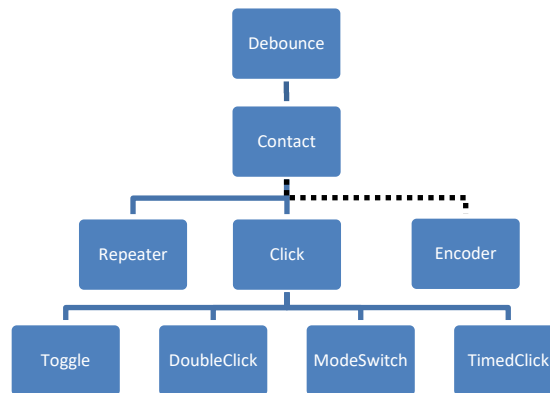 Debounce
Contact
Repeater
Click
Encoder
Toggle
DoubleClick
ModeSwitch
TimedClick